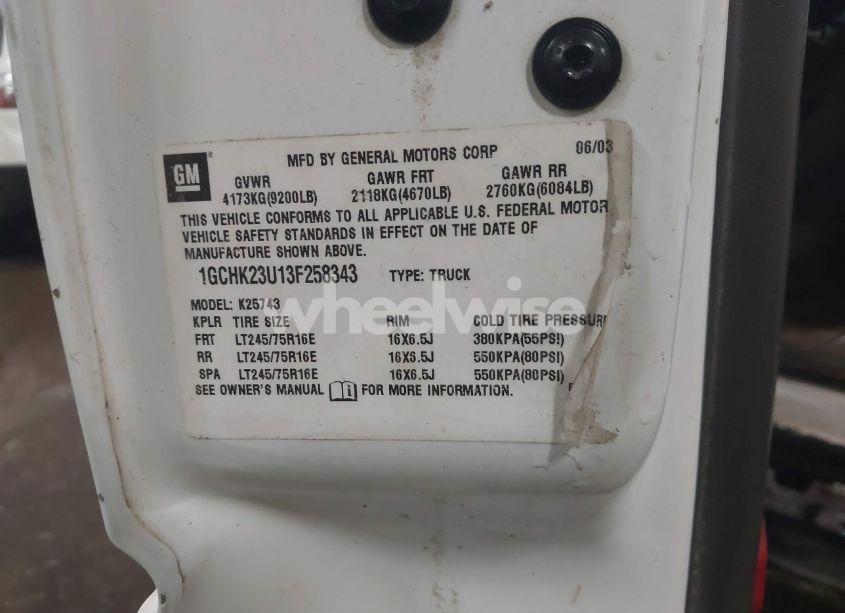 GM
MFD BY GENERAL MOTORS CORP 06/03
GVWR GAWR FRT GAWR RR
4173KG(9200LB) 2118KG(4670LB) 2760KG(6084LB)
THIS VEHICLE CONFORMS TO ALL APPLICABLE U.S. FEDERAL MOTOR
VEHICLE SAFETY STANDARDS IN EFFECT ON THE DATE OF
MANUFACTURE SHOWN ABOVE.
1GCHK23U13F258343 TYPE: TRUCK
wheelwise
MODEL: K25743
KPLR TIRE SIZE RIM COLD TIRE PRESSURE
FRT LT245/75R16E 16X6.5J 380KPA(55PSI)
RR LT245/75R16E 16X6.5J 550KPA(80PSI)
SPA LT245/75R16E 16X6.5J 550KPA(80PSI)
SEE OWNER'S MANUAL FOR MORE INFORMATION.